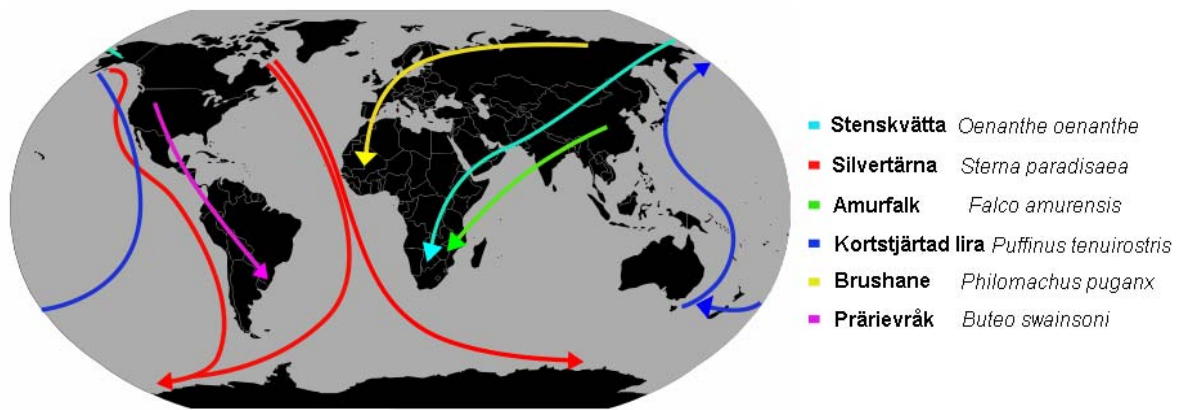 Stenskvätta Oenanthe oenanthe
Silvertärna Sterna paradisaea
Amurfalk Falco amurensis
Kortstjärtad lira Puffinus tenuirostris
Brushane Philomachus puganx
Prärievråk Buteo swainsoni